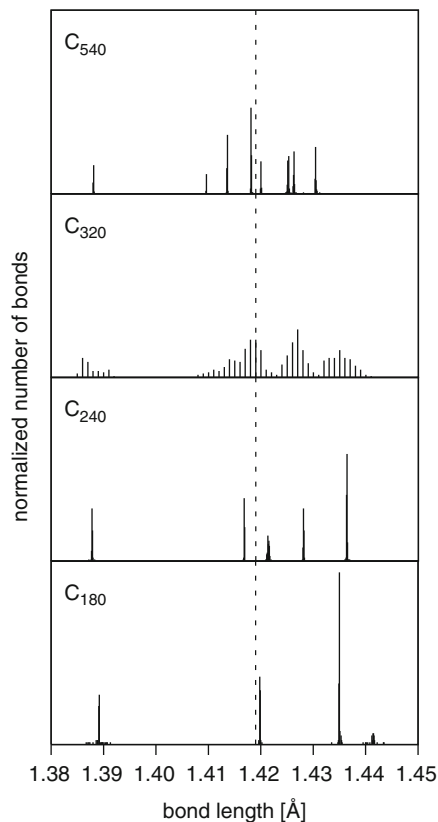 C540
C320
C240
C180
normalized number of bonds
1.38 1.39 1.40 1.41 1.42 1.43 1.44 1.45
bond length [Å]